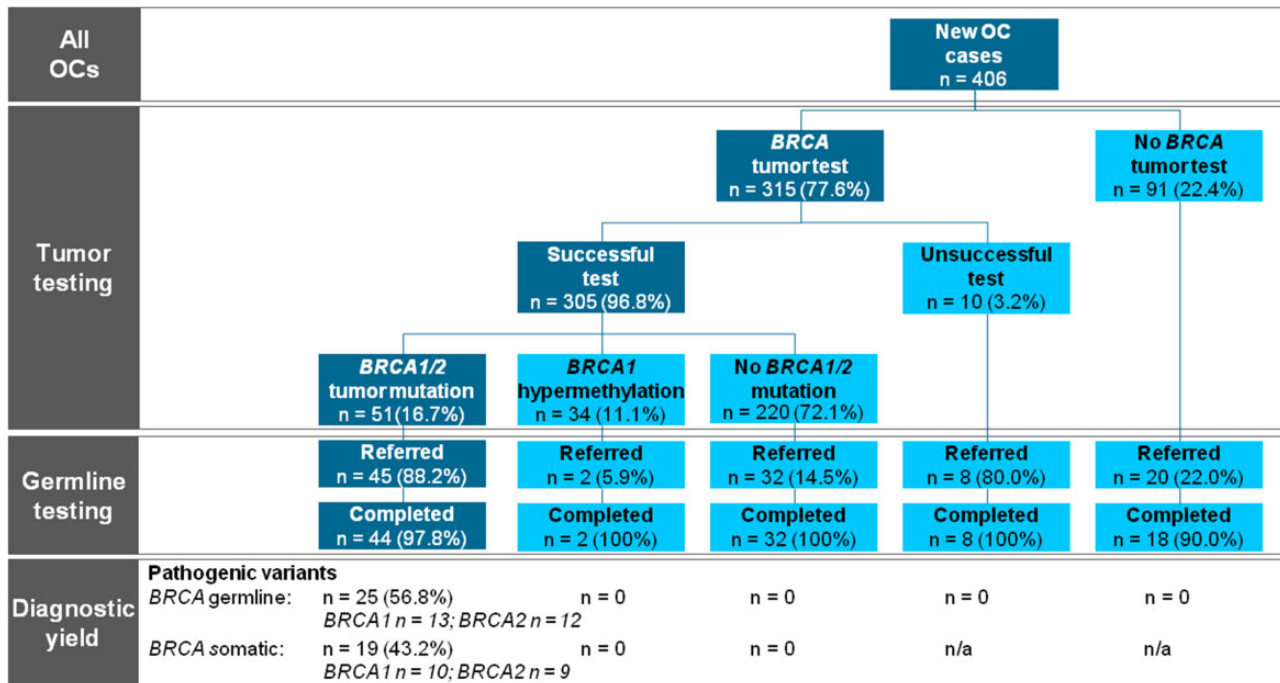 All
OCs
New OC
cases
n = 406
Tumor
testing
BRCA
tumor test
n = 315 (77.6%)
No BRCA
tumor test
n = 91 (22.4%)
Successful
test
n = 305 (96.8%)
Unsuccessful
test
n = 10 (3.2%)
BRCA1/2
tumor mutation
n = 51(16.7%)
BRCA1
hypermethylation
n = 34 (11.1%)
No BRCA1/2
mutation
n = 220 (72.1%)
Germline
testing
Referred
n = 45 (88.2%)
Referred
n = 2 (5.9%)
Referred
n = 32 (14.5%)
Referred
n = 8 (80.0%)
Referred
n = 20 (22.0%)
Completed
n = 44 (97.8%)
Completed
n = 2 (100%)
Completed
n = 32 (100%)
Completed
n = 8 (100%)
Completed
n = 18 (90.0%)
Diagnostic
yield
Pathogenic variants
BRCA germline: n = 25 (56.8%) n = 0 n = 0 n = 0 n = 0
BRCA1 n = 13; BRCA2 n = 12
BRCA somatic: n = 19 (43.2%) n = 0 n = 0 n/a n/a
BRCA1 n = 10; BRCA2 n = 9